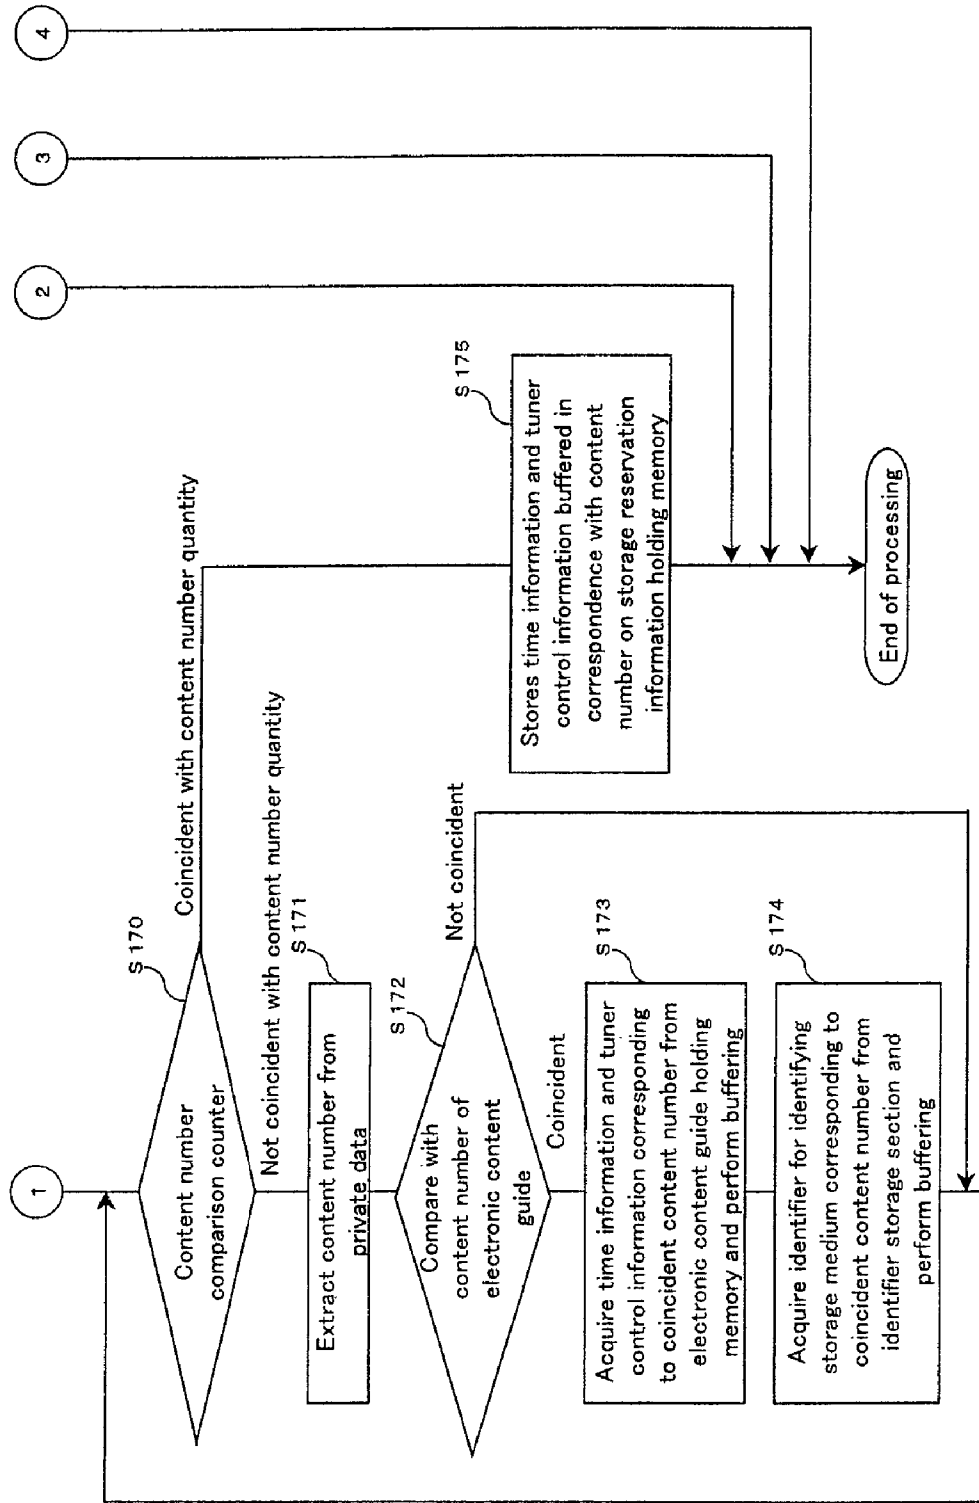 1
2
3
4
S 170
Content number
comparison counter
Coincident with content number quantity
Not coincident with content number quantity
S 171
Extract content number from
private data
S 172
Compare with
content number of
electronic content
guide
Not coincident
Coincident
S 173
Acquire time information and tuner
control information corresponding
to coincident content number from
electronic content guide holding
memory and perform buffering
S 174
Acquire identifier for identifying
storage medium corresponding to
coincident content number from
identifier storage section and
perform buffering
S 175
Stores time information and tuner
control information buffered in
correspondence with content
number on storage reservation
information holding memory
End of processing